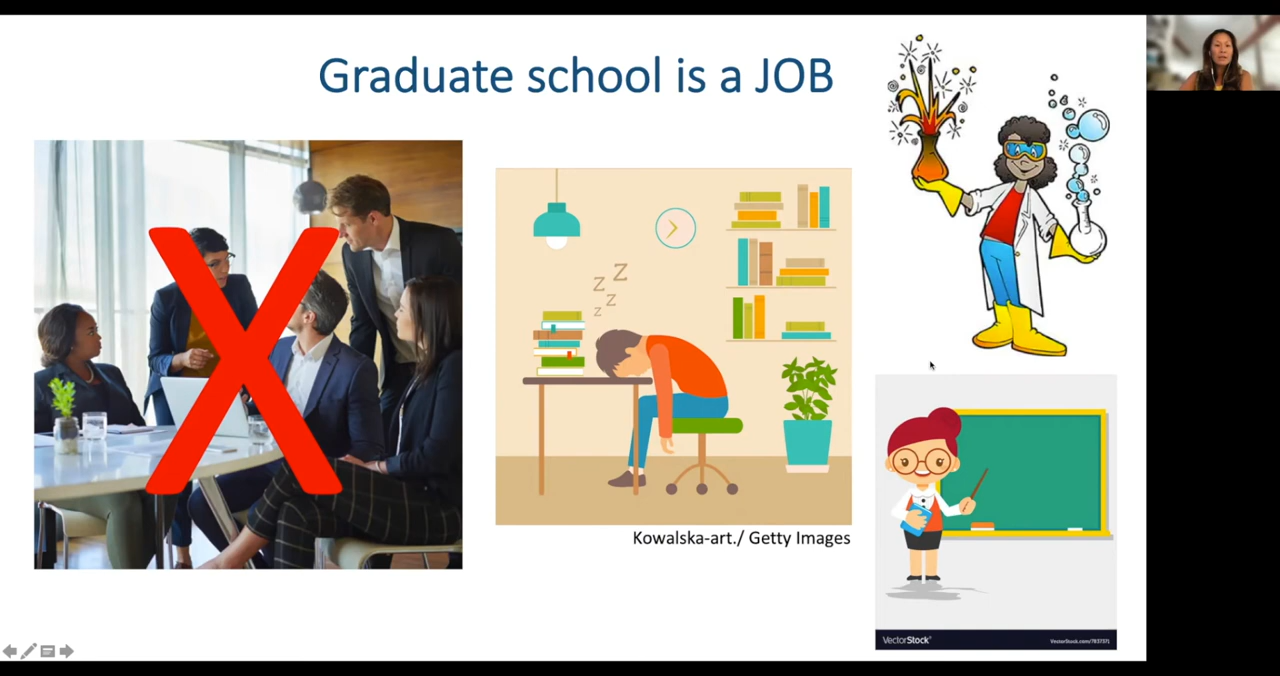 Graduate school is a JOB
z
z
z
z
Kowalska-art./ Getty Images
VectorStock®
VectorStock.com/7837371